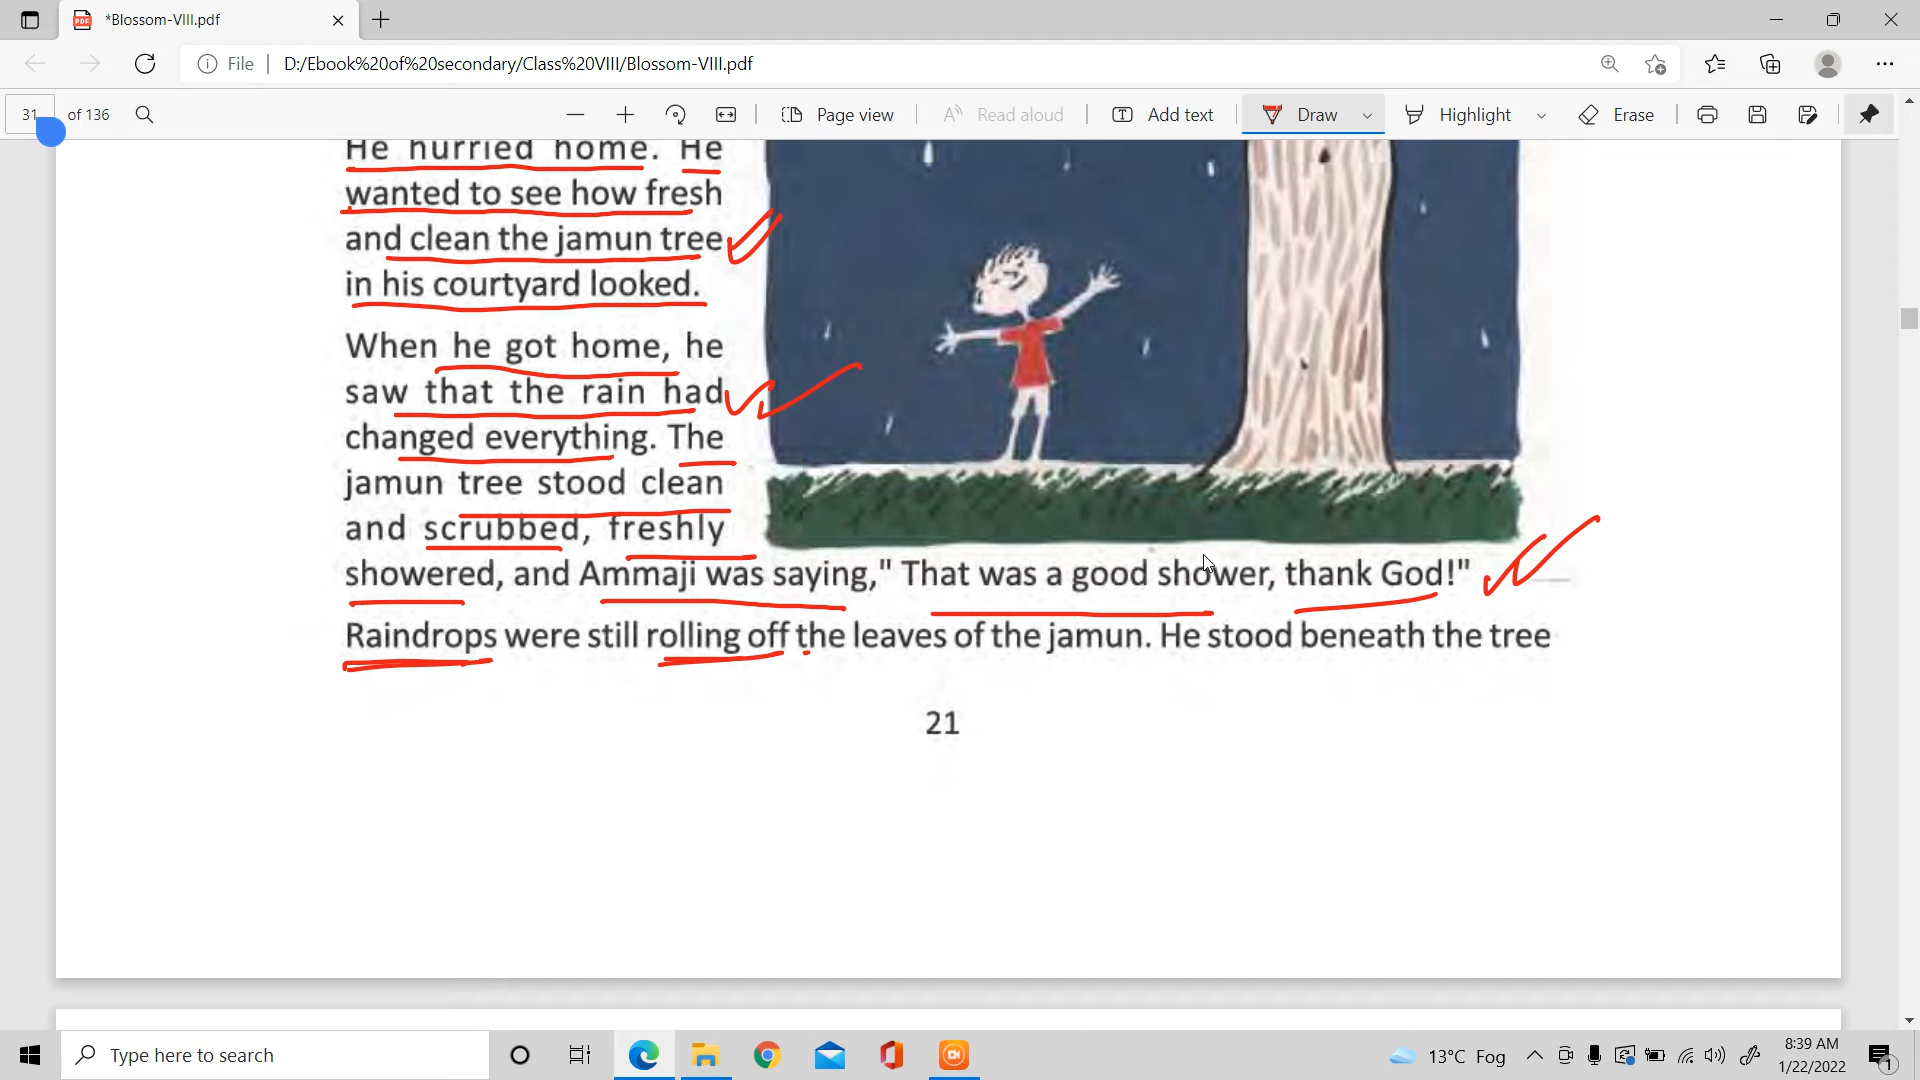 *Blossom-VIII.pdf
File D:/Ebook%20of%20secondary/Class%20VIII/Blossom-VIII.pdf
31 of 136 Page view Read aloud Add text Draw Highlight Erase
He hurried home. He
wanted to see how fresh
and clean the jamun tree
in his courtyard looked.
When he got home, he
saw that the rain had
changed everything. The
jamun tree stood clean
and scrubbed, freshly
showered, and Ammaji was saying," That was a good shower, thank God!"
Raindrops were still rolling off the leaves of the jamun. He stood beneath the tree
21
Type here to search
13°C Fog
8:39 AM
1/22/2022
1